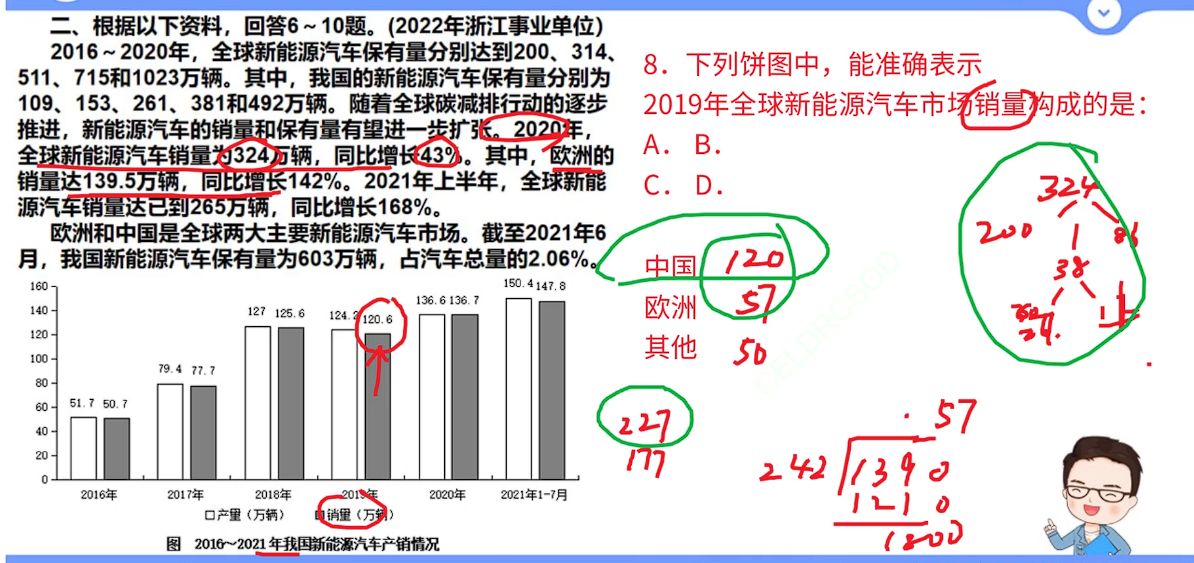 二、根据以下资料，回答6～10题。(2022年浙江事业单位)
2016～2020年，全球新能源汽车保有量分别达到200、314、
511、715和1023万辆。其中，我国的新能源汽车保有量分别为
109、153、261、381和492万辆。随着全球碳减排行动的逐步
推进，新能源汽车的销量和保有量有望进一步扩张。2020年，
全球新能源汽车销量为324万辆，同比增长43%。其中，欧洲的
销量达139.5万辆，同比增长142%。2021年上半年，全球新能
源汽车销量达已到265万辆，同比增长168%。
欧洲和中国是全球两大主要新能源汽车市场。截至2021年6
月，我国新能源汽车保有量为603万辆，占汽车总量的2.06%。
160
140
120
100
80
60
40
20
0
51.7 50.7
79.4 77.7
127 125.6
124.2 120.6
136.6 136.7
150.4 147.8
2016年 2017年 2018年 2019年 2020年 2021年1-7月
产量（万辆） 销量（万辆）
图 2016～2021年我国新能源汽车产销情况
8．下列饼图中，能准确表示
2019年全球新能源汽车市场销量构成的是：
A． B．
C． D．
中国 120
欧洲 57
其他 50
227
177
324
200 1
38
24
57
242 1390
1210
1800
GELDROSOD